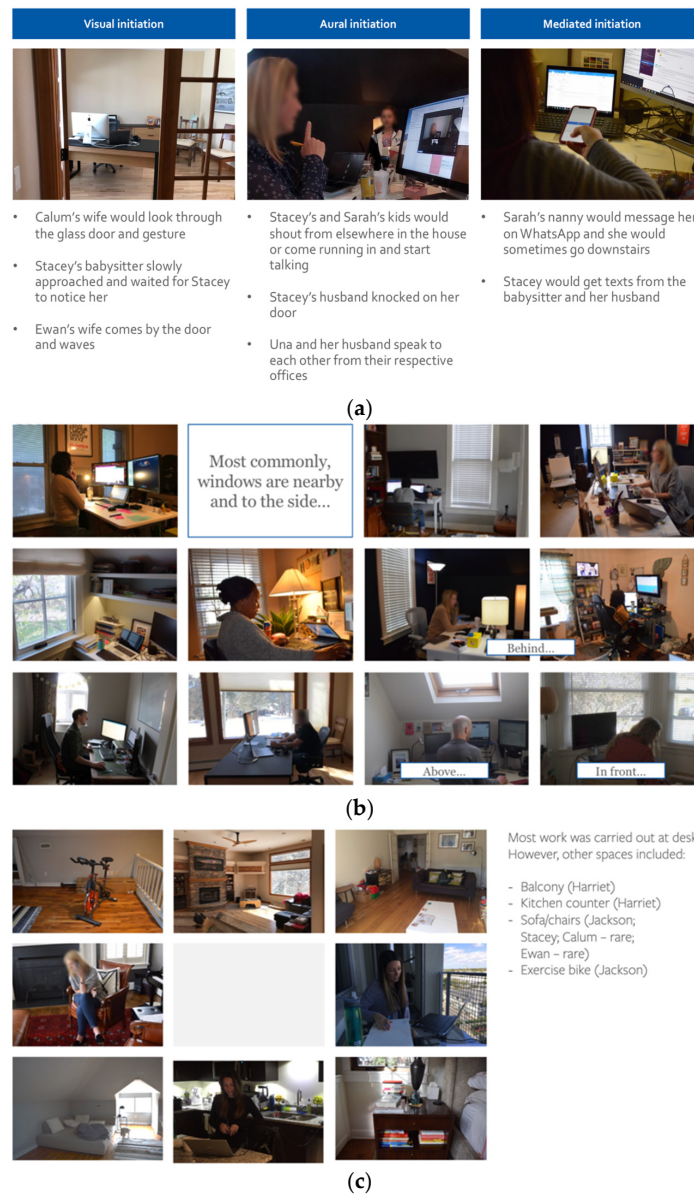 Visual initiation
Aural initiation
Mediated initiation
• Calum's wife would look through
the glass door and gesture
• Stacey's babysitter slowly
approached and waited for Stacey
to notice her
• Ewan's wife comes by the door
and waves
• Stacey's and Sarah's kids would
shout from elsewhere in the house
or come running in and start
talking
• Stacey's husband knocked on her
door
• Una and her husband speak to
each other from their respective
offices
• Sarah's nanny would message her
on WhatsApp and she would
sometimes go downstairs
• Stacey would get texts from the
babysitter and her husband
(a)
Most commonly,
windows are nearby
and to the side...
Behind...
Above...
In front...
(b)
Most work was carried out at desk
However, other spaces included:
- Balcony (Harriet)
- Kitchen counter (Harriet)
- Sofa/chairs (Jackson;
Stacey; Calum – rare;
Ewan – rare)
- Exercise bike (Jackson)
(c)